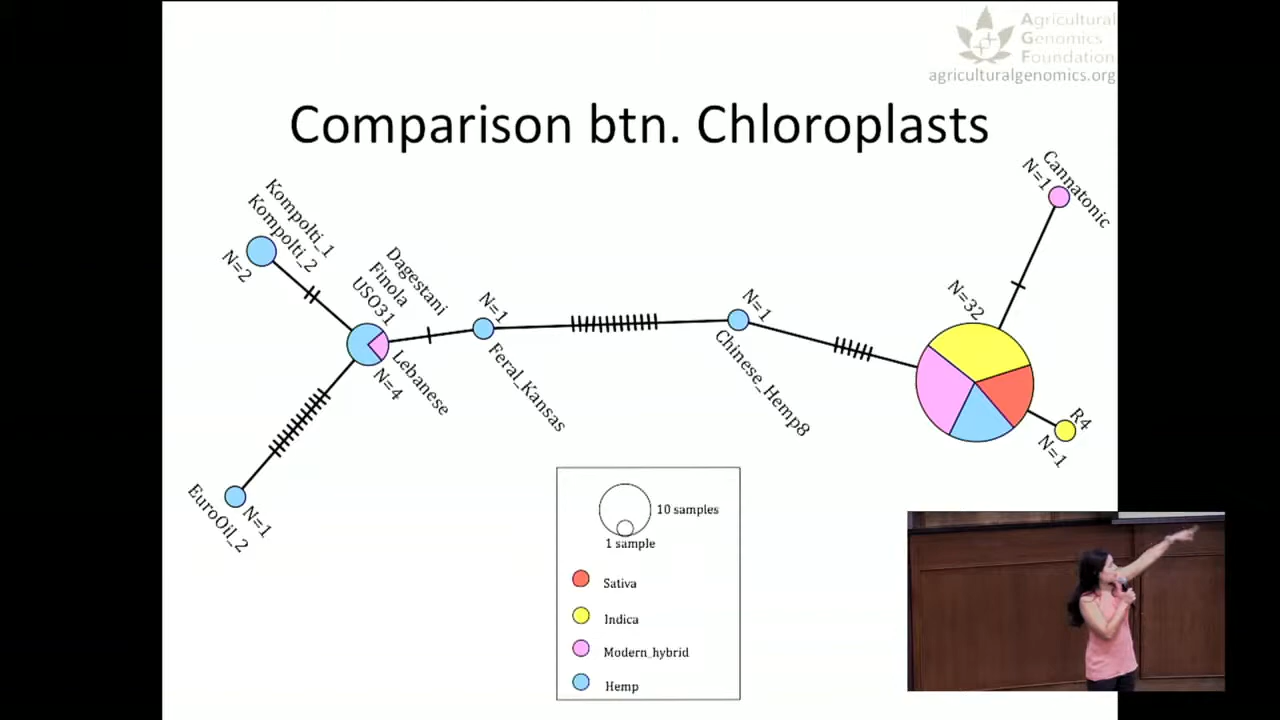 Agricultural
Genomics
Foundation
agriculturalgenomics.org
Comparison btn. Chloroplasts
Kompolti_1
Kompolti_2
N=2
Dagestani
Finola
USO31
Lebanese
N=4
N=1
Feral_Kansas
N=1
Chinese_Hemp8
N=32
Cannatonic
N=1
R4
N=1
EuroOil_2
N=1
10 samples
1 sample
Sativa
Indica
Modern_hybrid
Hemp